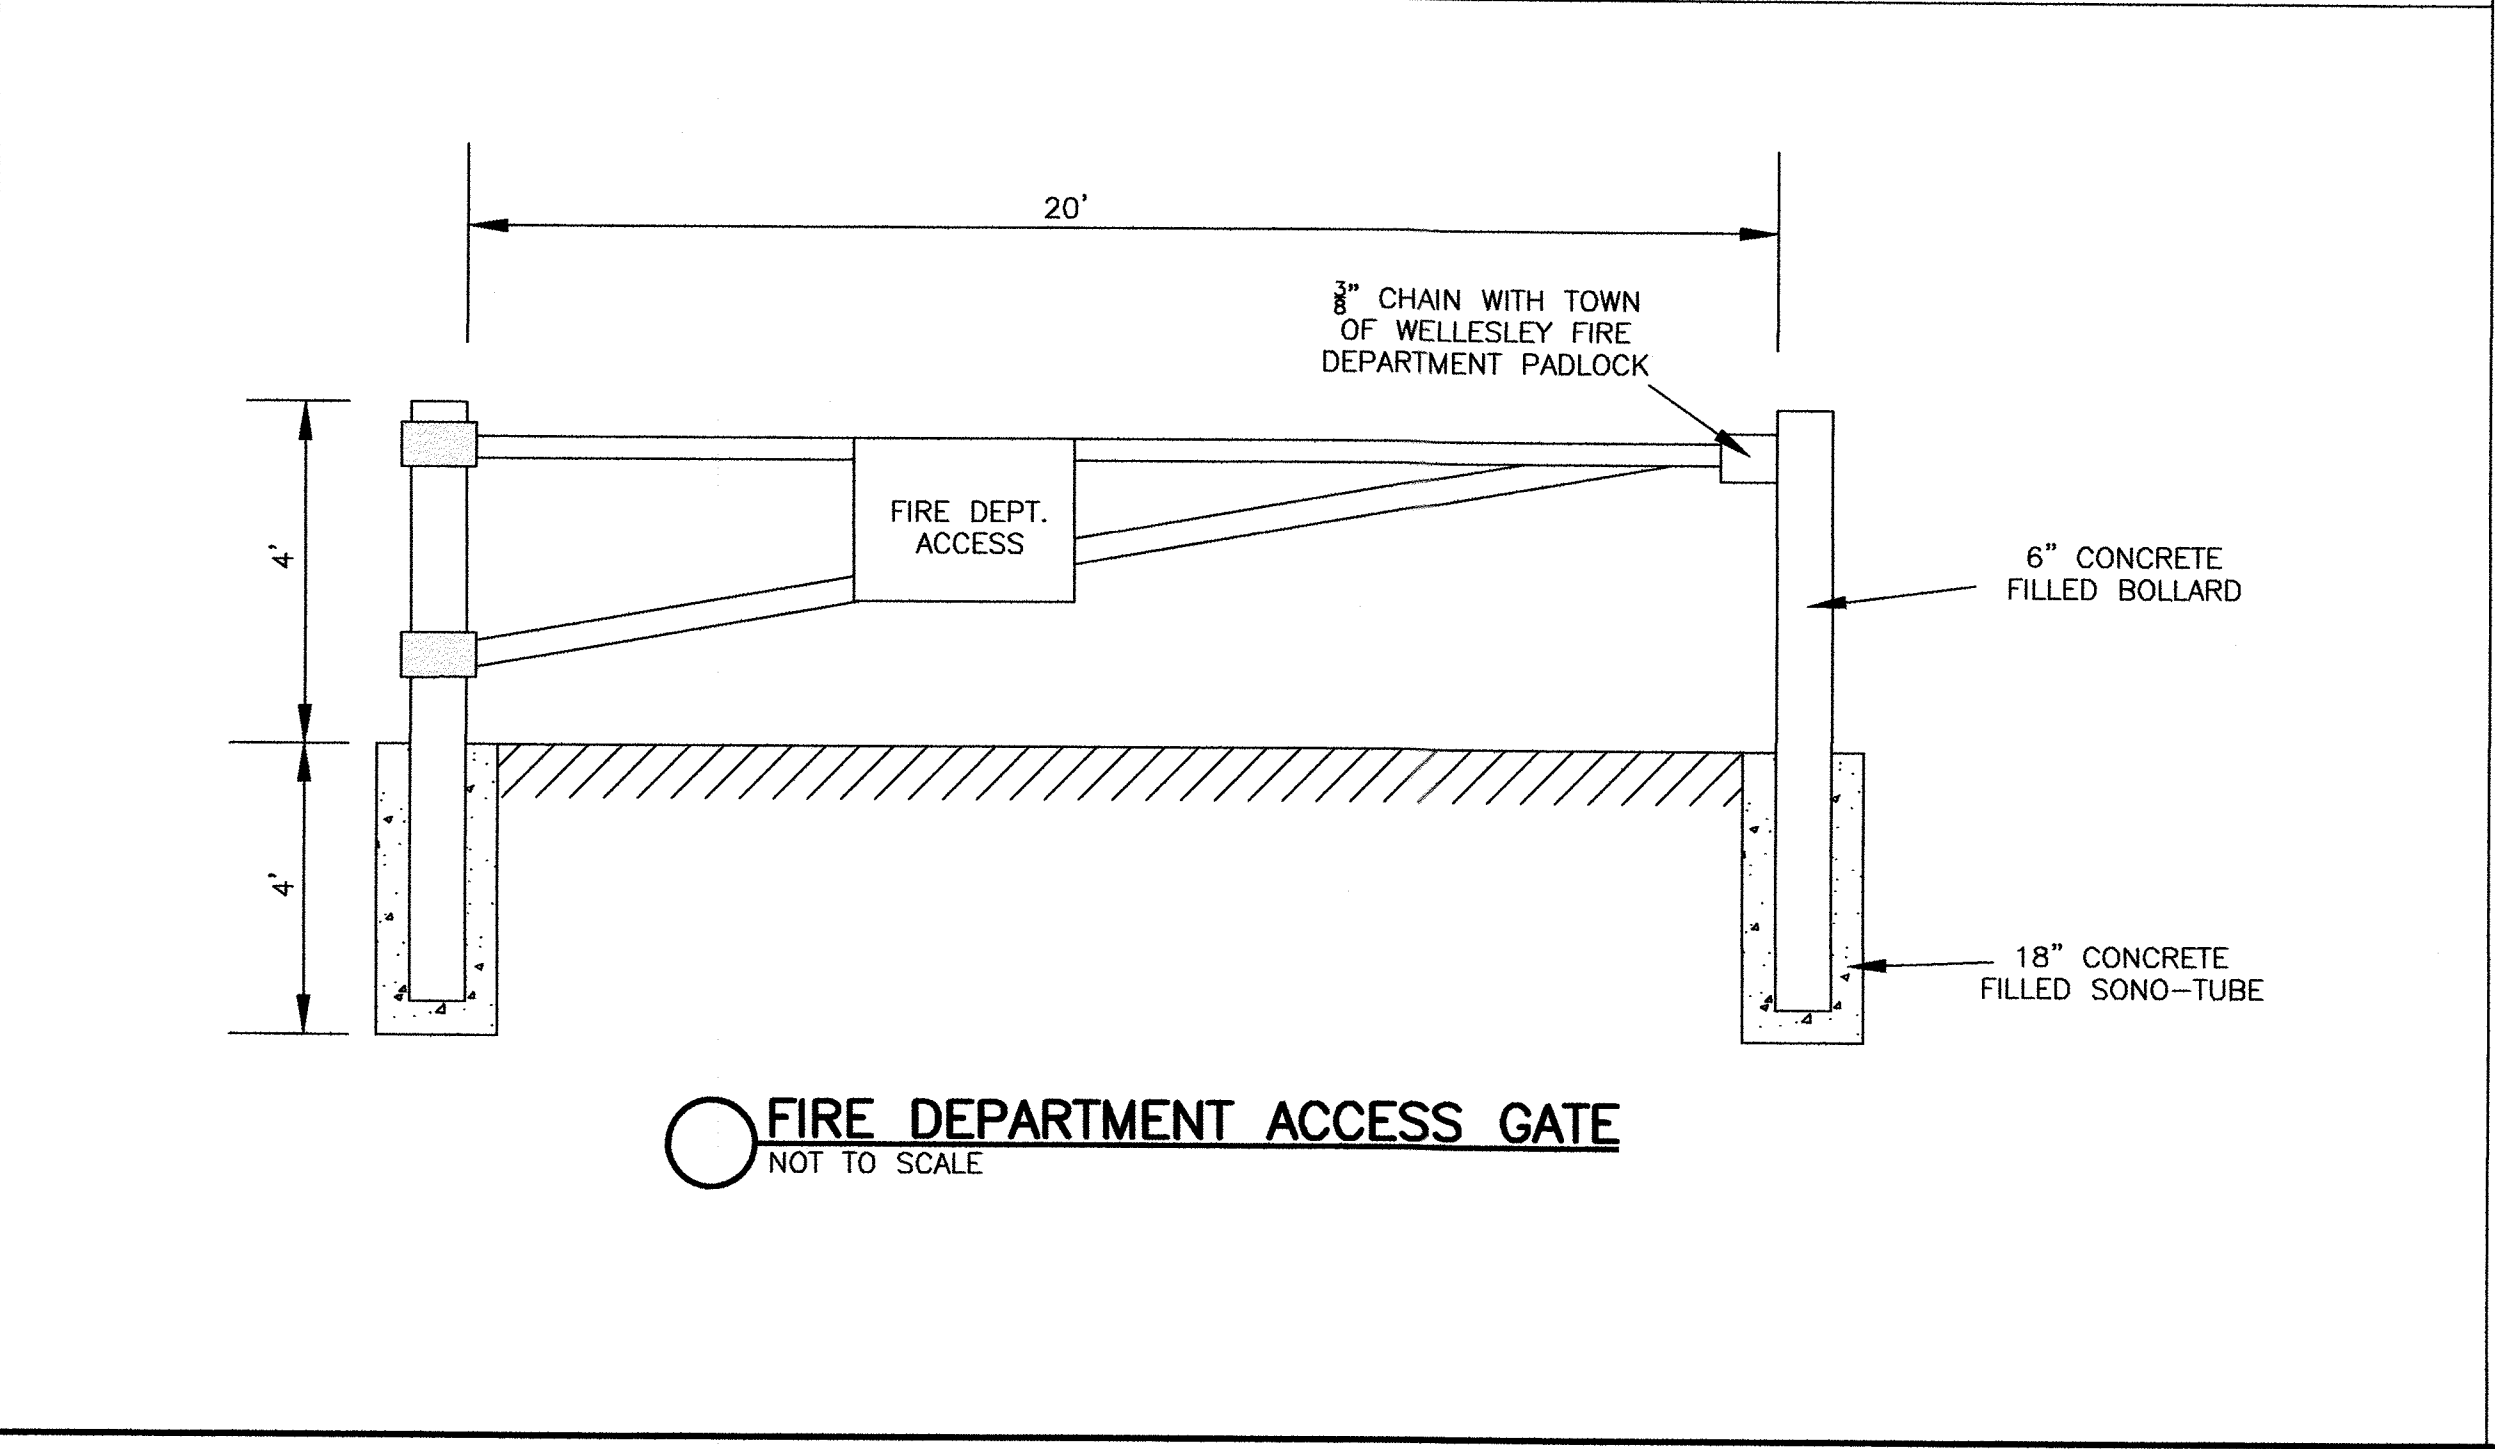 20'
3/8" CHAIN WITH TOWN
OF WELLESLEY FIRE
DEPARTMENT PADLOCK
FIRE DEPT.
ACCESS
4'
6" CONCRETE
FILLED BOLLARD
4'
18" CONCRETE
FILLED SONO-TUBE
FIRE DEPARTMENT ACCESS GATE
NOT TO SCALE